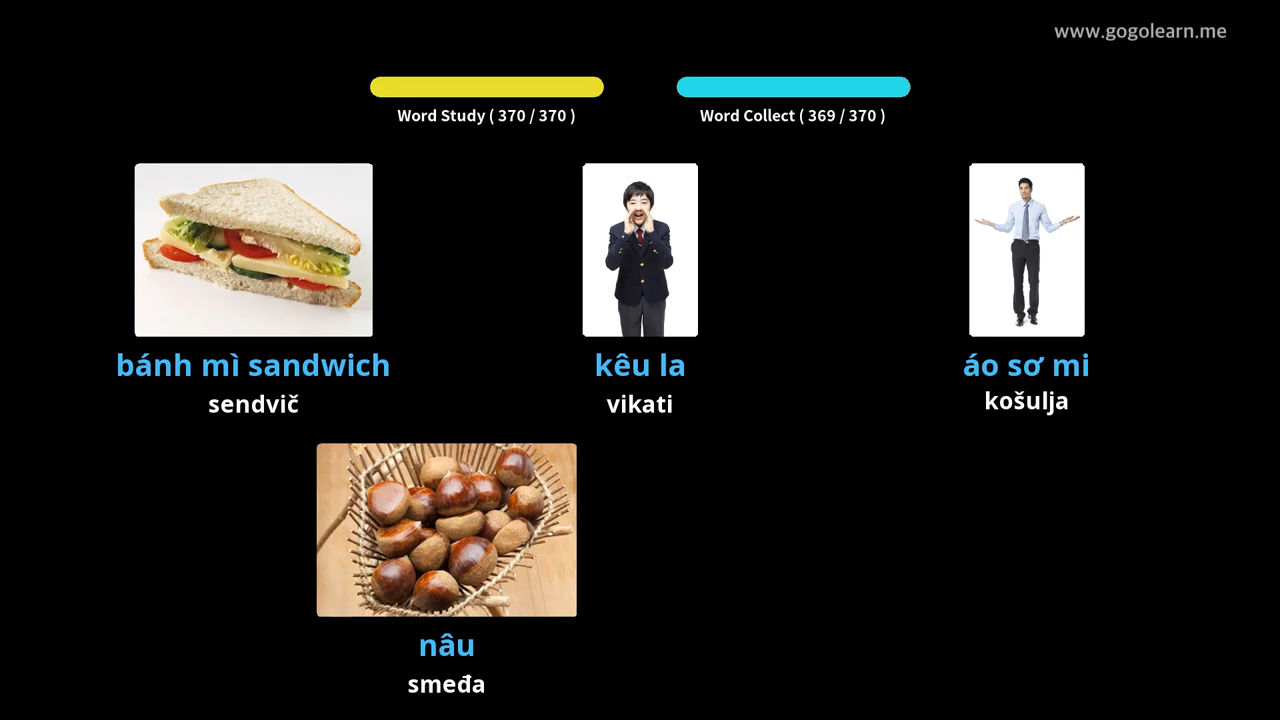 www.gogolearn.me
Word Study ( 370 / 370 )
Word Collect ( 369 / 370 )
bánh mì sandwich
sendvič
kêu la
vikati
áo sơ mi
košulja
nâu
smeđa